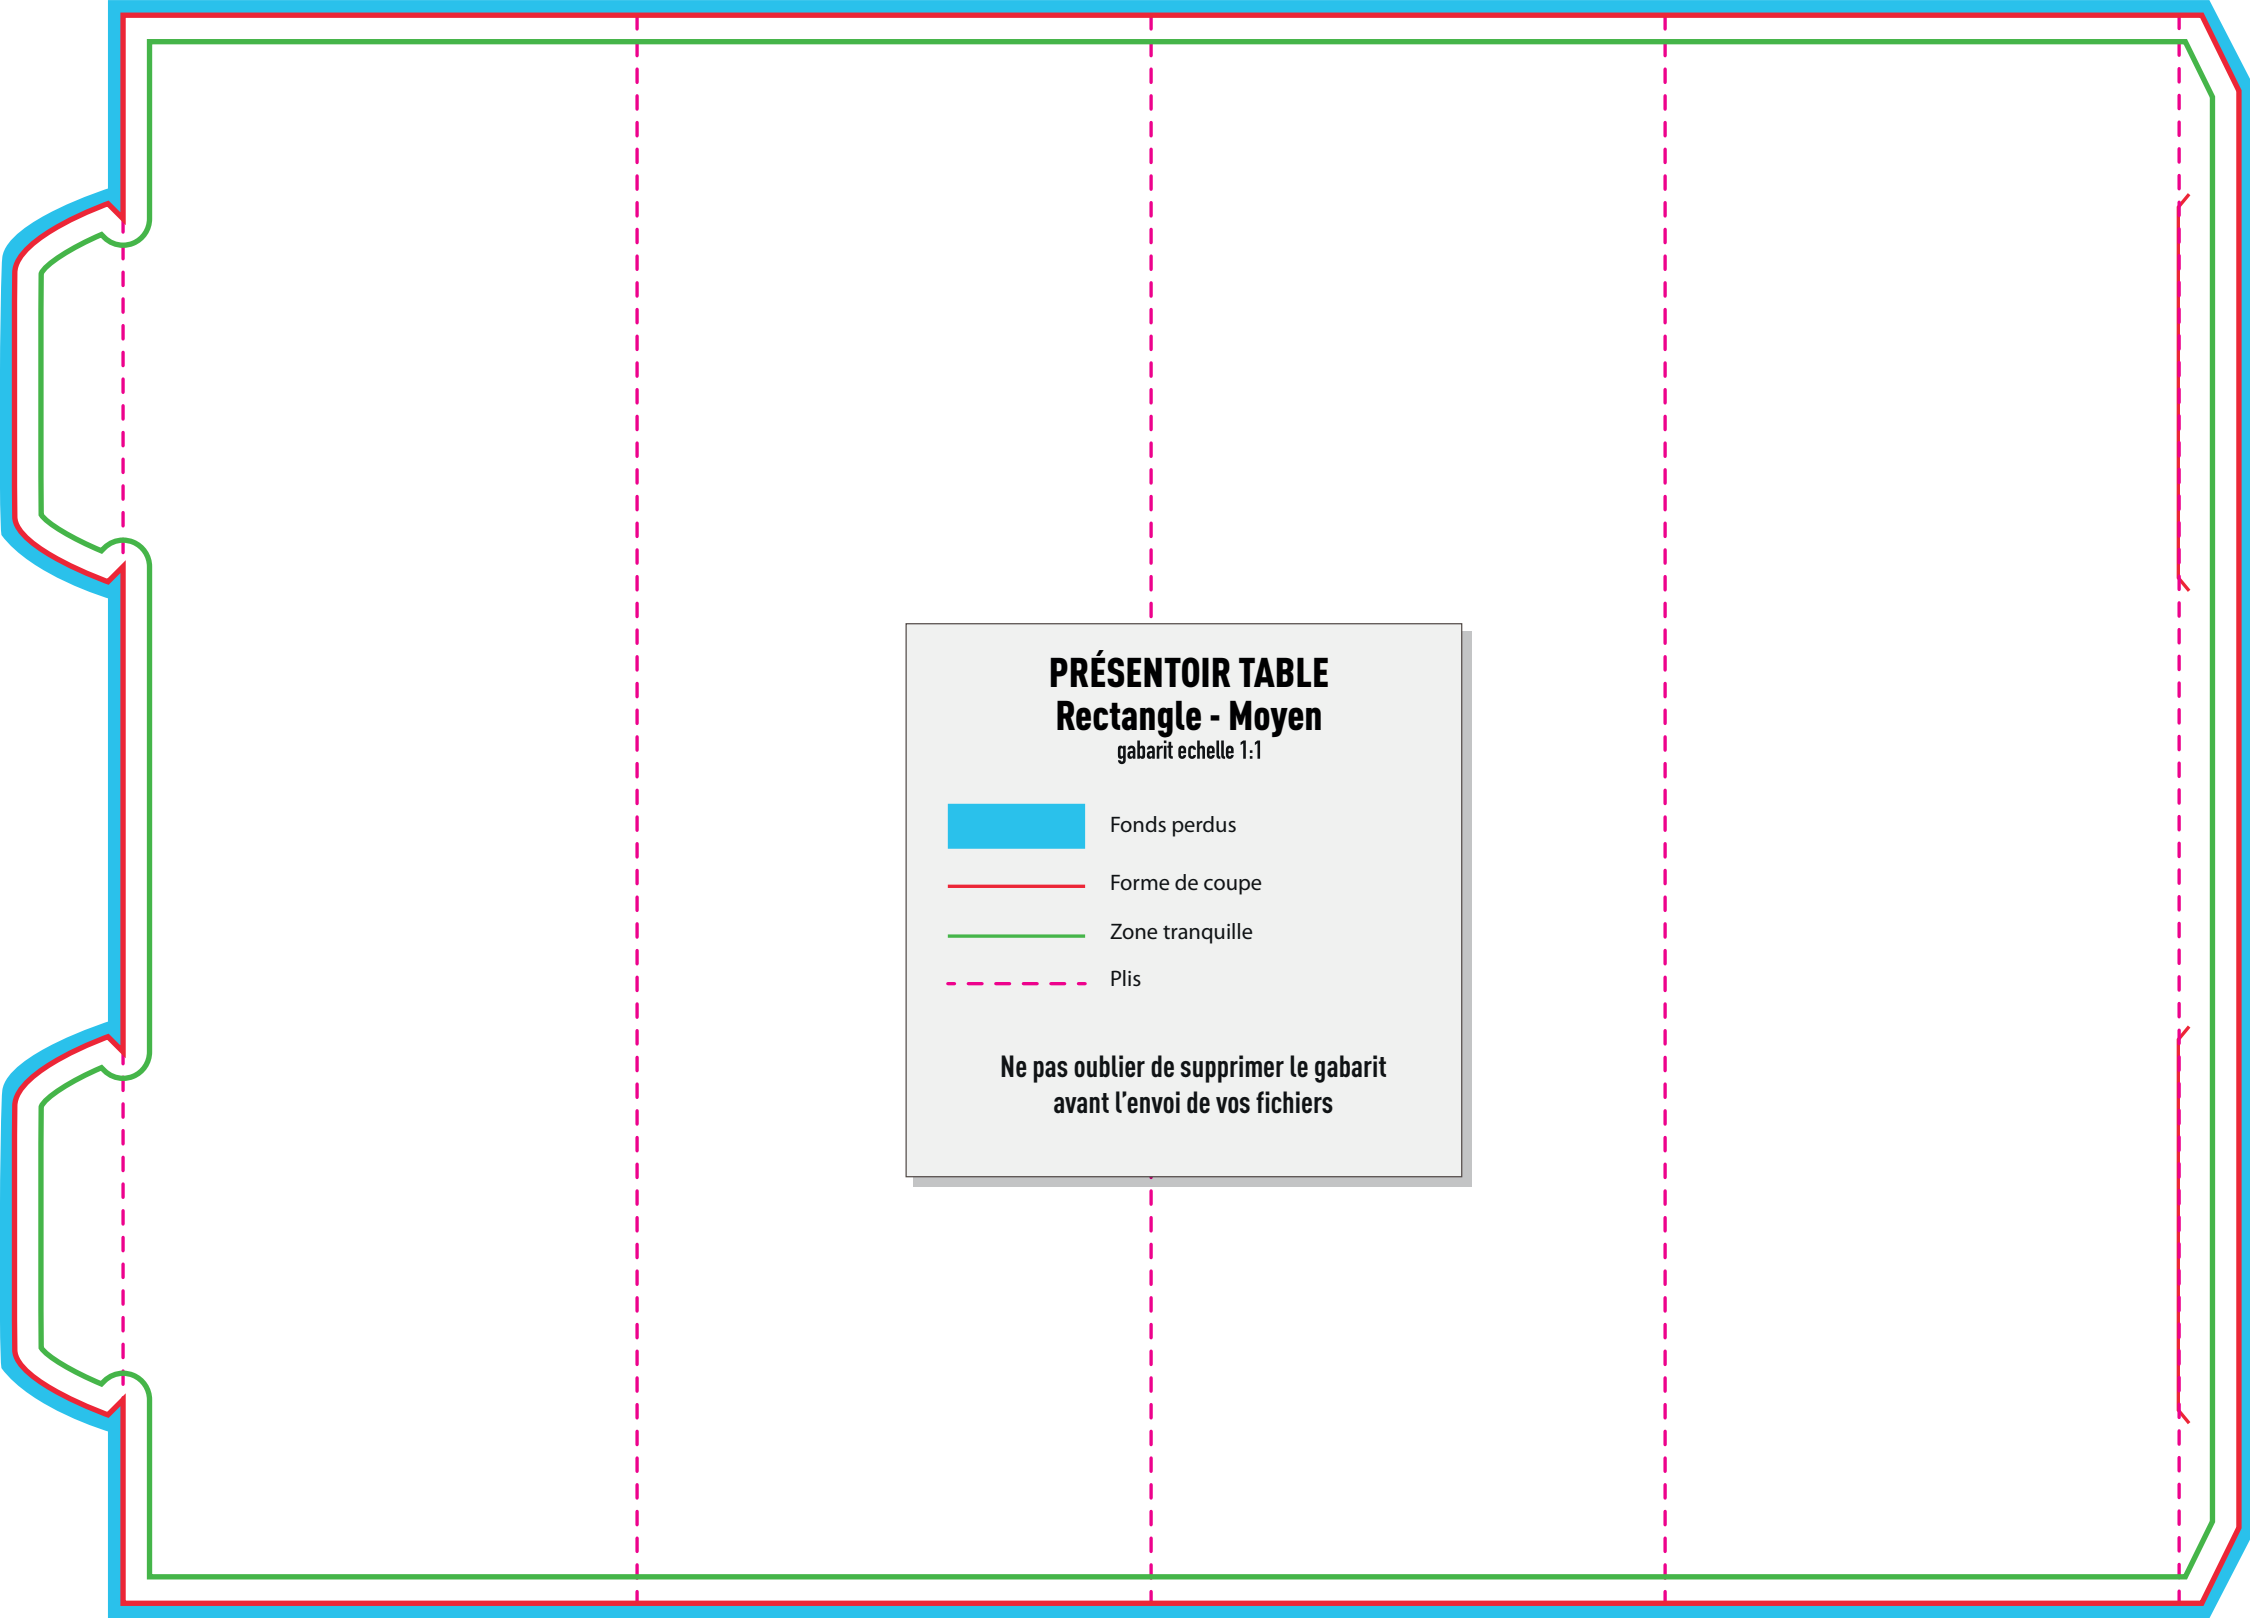 PRÉSENTOIR TABLE
Rectangle - Moyen
gabarit echelle 1:1
Fonds perdus
Forme de coupe
Zone tranquille
Plis
Ne pas oublier de supprimer le gabarit
avant l’envoi de vos fichiers